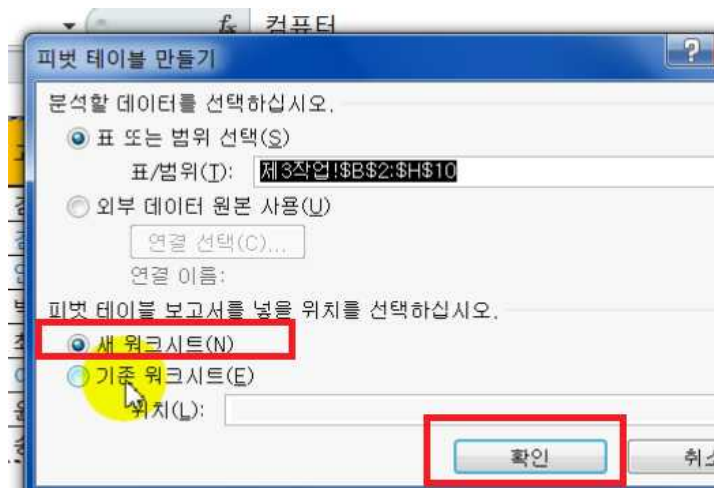 fx 컴퓨터
피벗 테이블 만들기
?
분석할 데이터를 선택하십시오.
표 또는 범위 선택(S)
표/범위(T): 제3작업!$B$2:$H$10
외부 데이터 원본 사용(U)
연결 선택(C)...
연결 이름:
피벗 테이블 보고서를 넣을 위치를 선택하십시오.
새 워크시트(N)
기존 워크시트(E)
위치(L):
확인